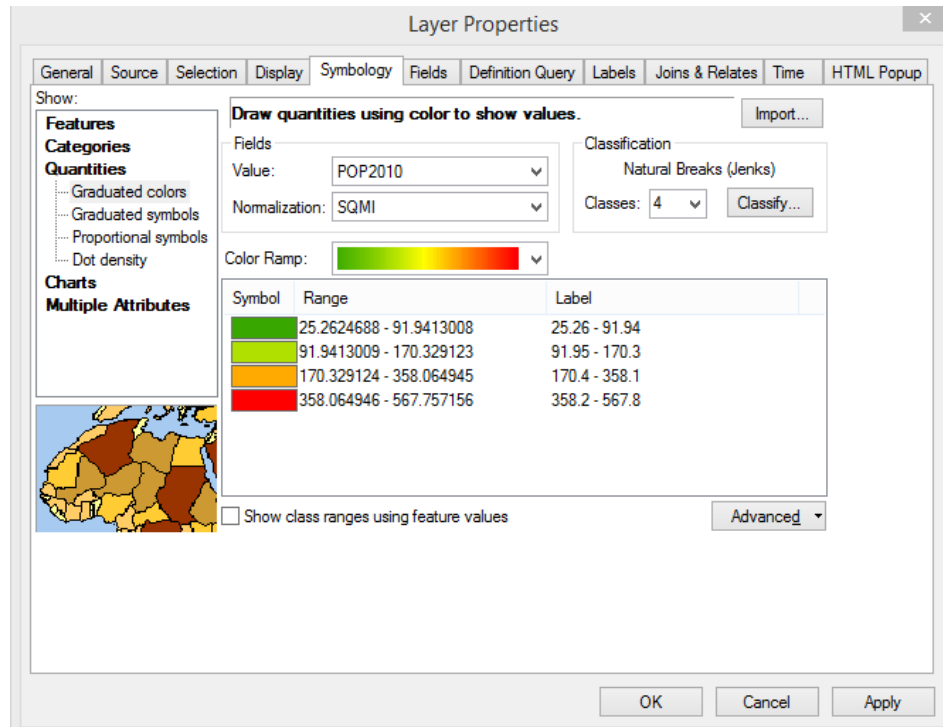 Layer Properties
General Source Selection Display Symbology Fields Definition Query Labels Joins & Relates Time HTML Popup
Show:
Features
Categories
Quantities
Graduated colors
Graduated symbols
Proportional symbols
Dot density
Charts
Multiple Attributes
Draw quantities using color to show values.
Import...
Fields
Value: POP2010
Normalization: SQMI
Classification
Natural Breaks (Jenks)
Classes: 4 Classify...
Color Ramp:
Symbol Range Label
25.2624688 - 91.9413008 25.26 - 91.94
91.9413009 - 170.329123 91.95 - 170.3
170.329124 - 358.064945 170.4 - 358.1
358.064946 - 567.757156 358.2 - 567.8
Show class ranges using feature values
Advanced
OK Cancel Apply